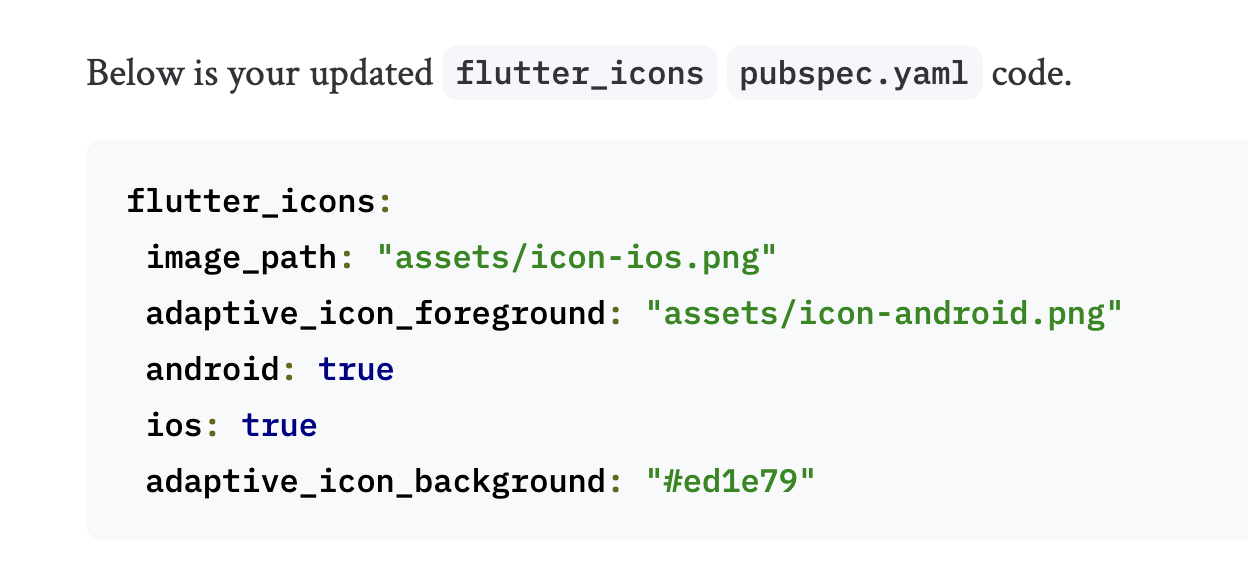 Below is your updated flutter_icons pubspec.yaml code.
flutter_icons:
 image_path: "assets/icon-ios.png"
 adaptive_icon_foreground: "assets/icon-android.png"
 android: true
 ios: true
 adaptive_icon_background: "#ed1e79"